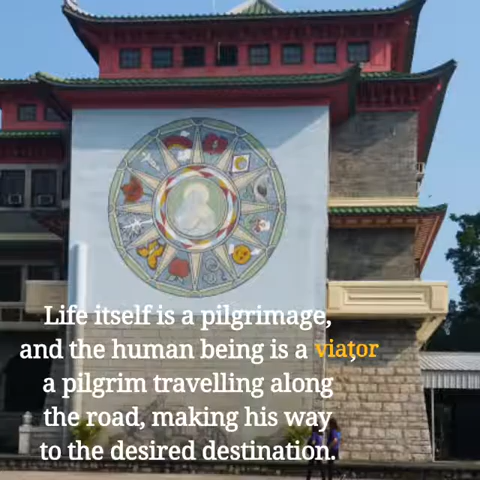 Life itself is a pilgrimage,
and the human being is a viator,
a pilgrim travelling along
the road, making his way
to the desired destination.